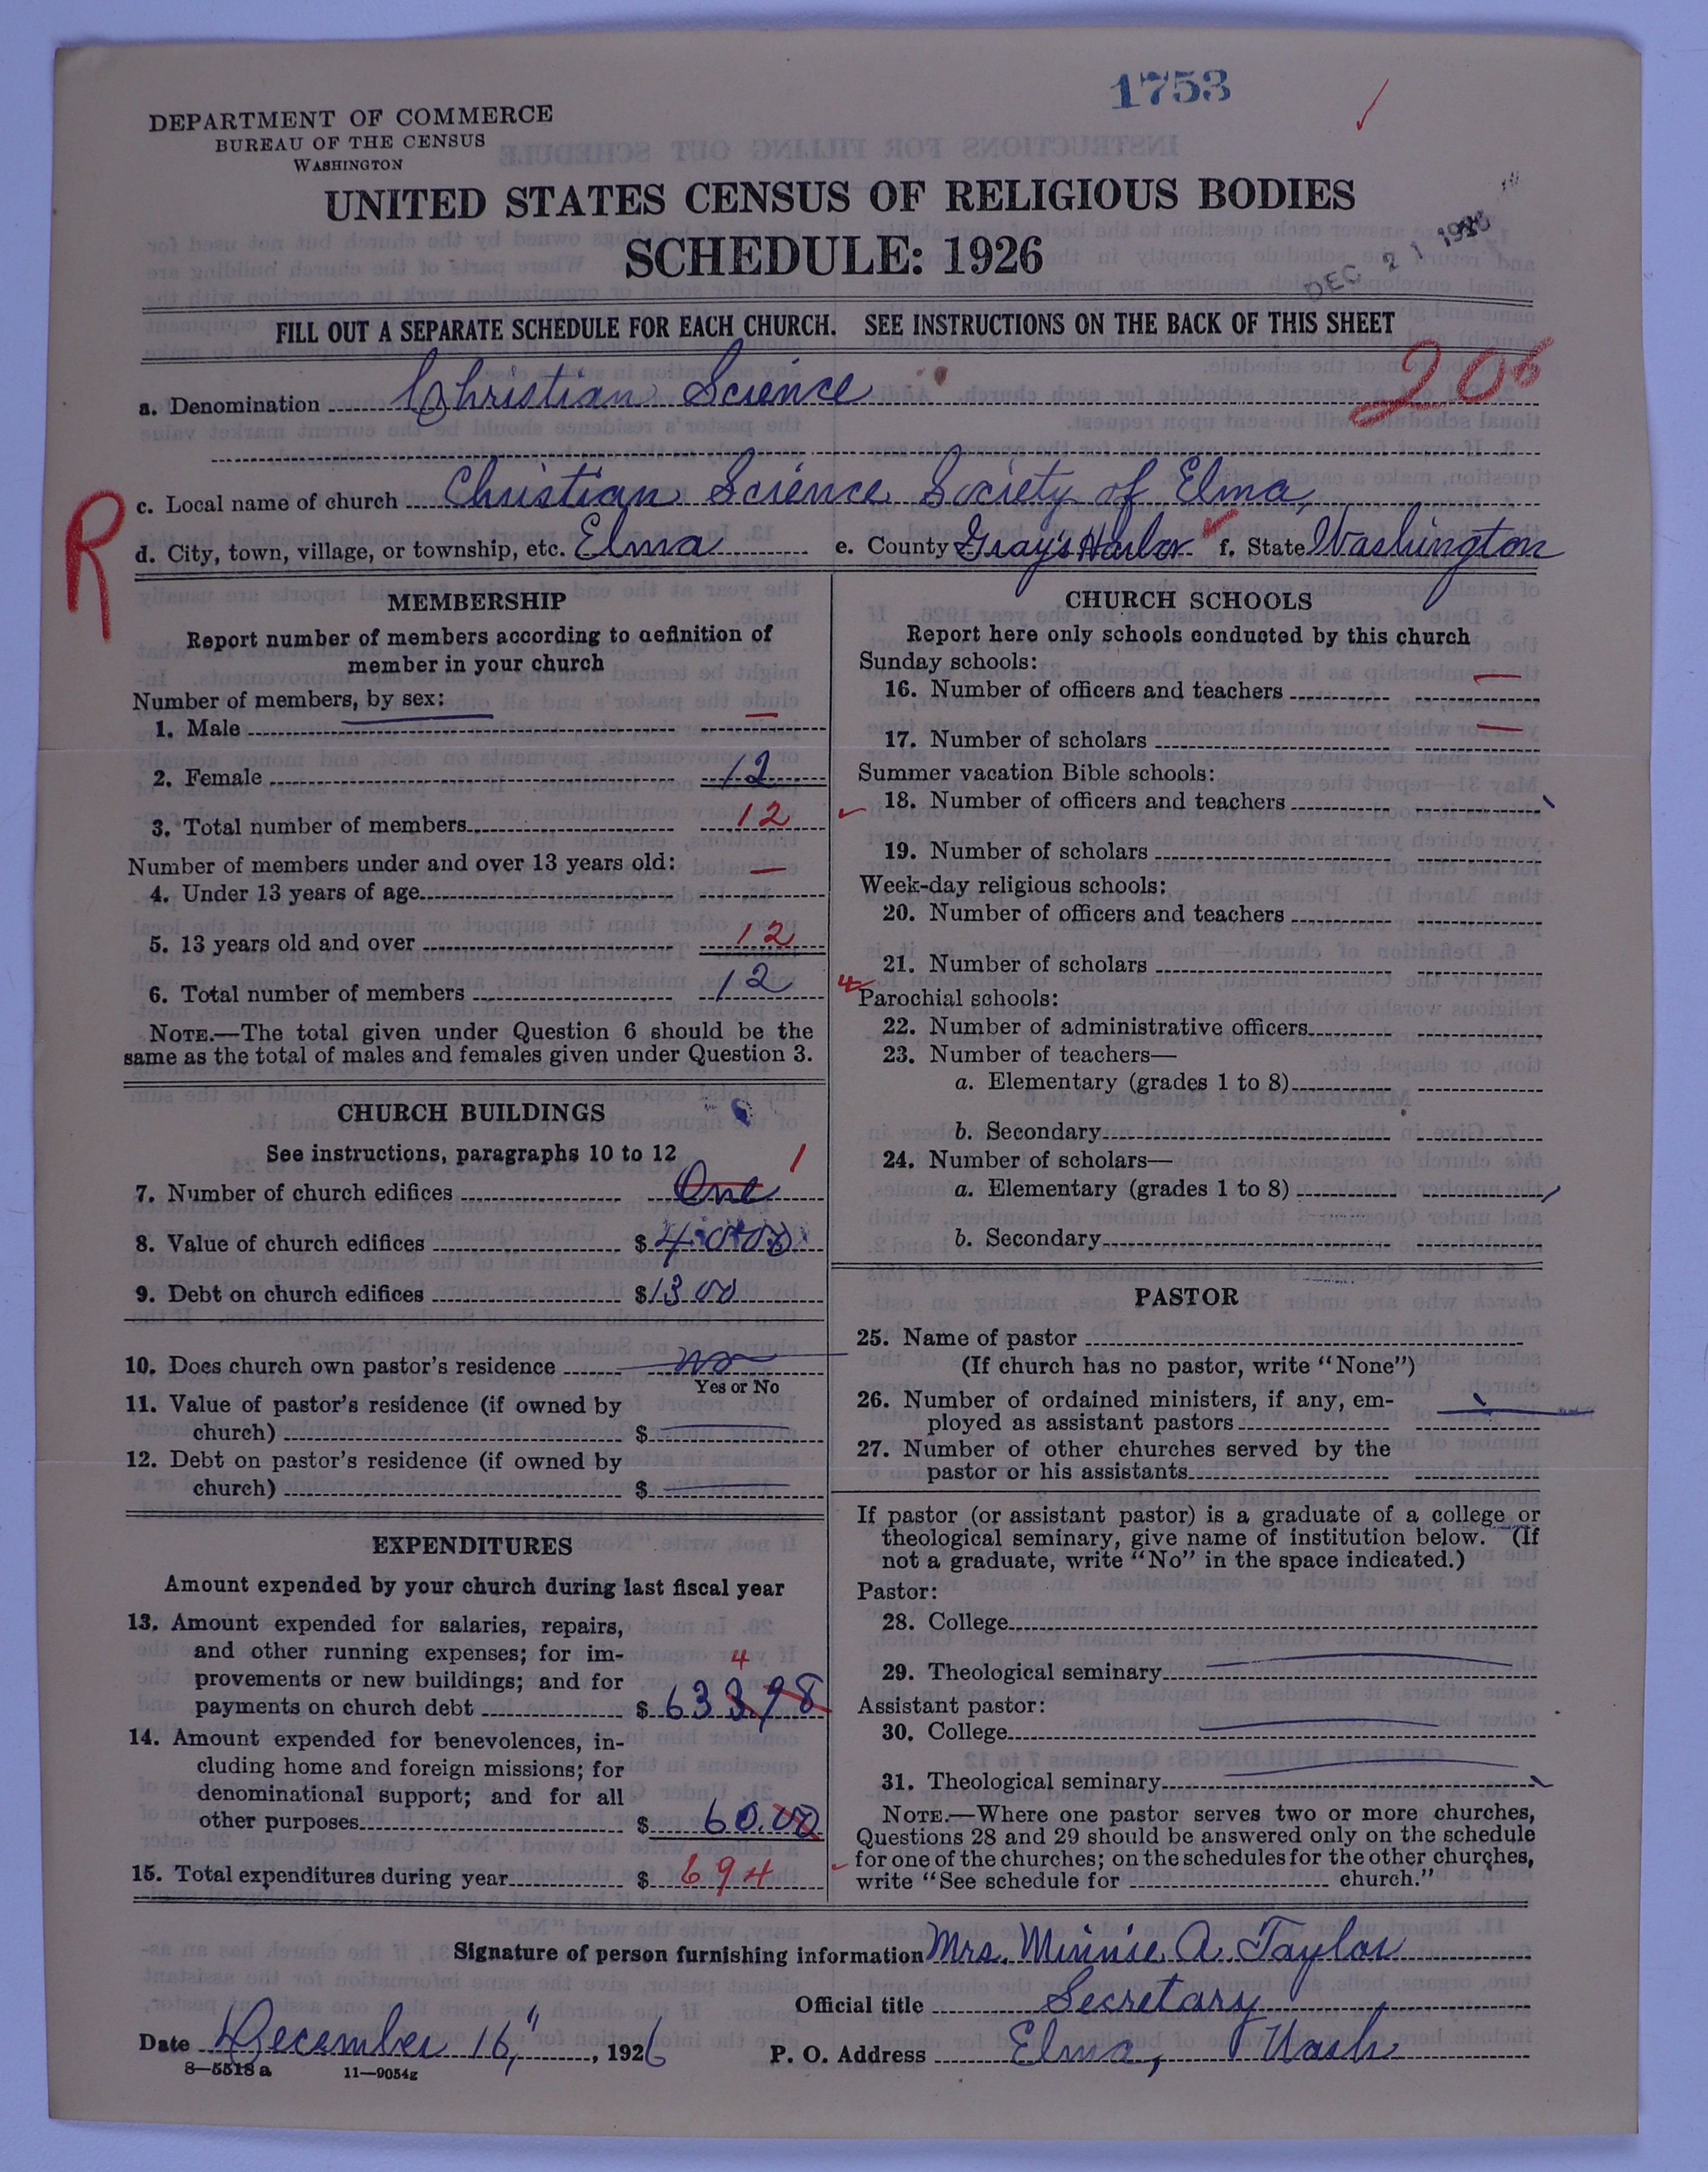 1753
DEPARTMENT OF COMMERCE
BUREAU OF THE CENSUS
WASHINGTON
UNITED STATES CENSUS OF RELIGIOUS BODIES
SCHEDULE: 1926
DEC 21 1926
FILL OUT A SEPARATE SCHEDULE FOR EACH CHURCH. SEE INSTRUCTIONS ON THE BACK OF THIS SHEET
a. Denomination Christian Science
R
c. Local name of church Christian Science Society of Elma,
d. City, town, village, or township, etc. Elma e. County Gray's Harbor f. State Washington
MEMBERSHIP
Report number of members according to definition of
member in your church
Number of members, by sex:
1. Male —
2. Female 12
3. Total number of members 12
Number of members under and over 13 years old:
4. Under 13 years of age —
5. 13 years old and over 12
6. Total number of members 12
NOTE.—The total given under Question 6 should be the
same as the total of males and females given under Question 3.
CHURCH BUILDINGS
See instructions, paragraphs 10 to 12
7. Number of church edifices One 1
8. Value of church edifices $4000
9. Debt on church edifices $1300
10. Does church own pastor's residence no
Yes or No
11. Value of pastor's residence (if owned by
church) $ —
12. Debt on pastor's residence (if owned by
church) $ —
EXPENDITURES
Amount expended by your church during last fiscal year
13. Amount expended for salaries, repairs,
and other running expenses; for im-
provements or new buildings; and for
4
payments on church debt $ 633.98
14. Amount expended for benevolences, in-
cluding home and foreign missions; for
denominational support; and for all
other purposes $ 60.00
15. Total expenditures during year $ 694
CHURCH SCHOOLS
Report here only schools conducted by this church
Sunday schools:
16. Number of officers and teachers —
17. Number of scholars —
Summer vacation Bible schools:
18. Number of officers and teachers
19. Number of scholars
Week-day religious schools:
20. Number of officers and teachers
21. Number of scholars
Parochial schools:
22. Number of administrative officers
23. Number of teachers—
a. Elementary (grades 1 to 8)
b. Secondary
24. Number of scholars—
a. Elementary (grades 1 to 8)
b. Secondary
PASTOR
25. Name of pastor
(If church has no pastor, write "None")
26. Number of ordained ministers, if any, em-
ployed as assistant pastors
27. Number of other churches served by the
pastor or his assistants
If pastor (or assistant pastor) is a graduate of a college or
theological seminary, give name of institution below. (If
not a graduate, write "No" in the space indicated.)
Pastor:
28. College
29. Theological seminary
Assistant pastor:
30. College
31. Theological seminary
NOTE.—Where one pastor serves two or more churches,
Questions 28 and 29 should be answered only on the schedule
for one of the churches; on the schedules for the other churches,
write "See schedule for church."
Signature of person furnishing information Mrs. Minnie A. Taylor
Official title Secretary
Date December 16", 1926
P. O. Address Elma, Wash
8—5518 a 11—9054g